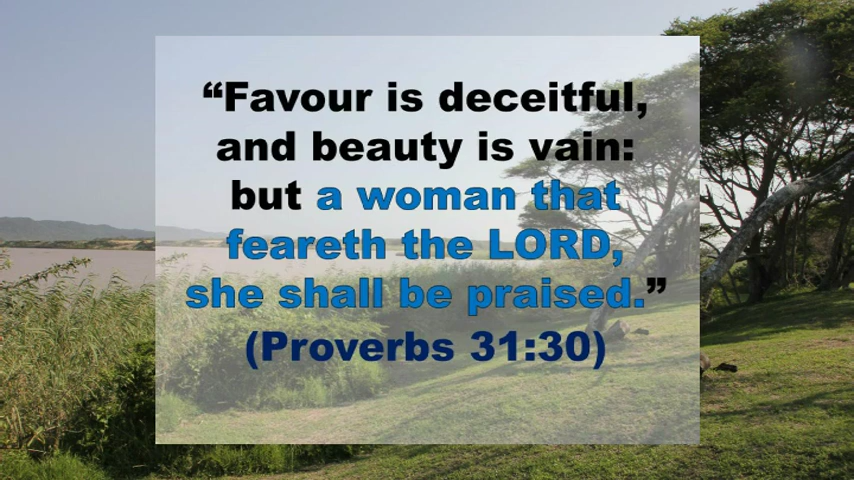 “Favour is deceitful,
and beauty is vain:
but a woman that
feareth the LORD,
she shall be praised.”
(Proverbs 31:30)